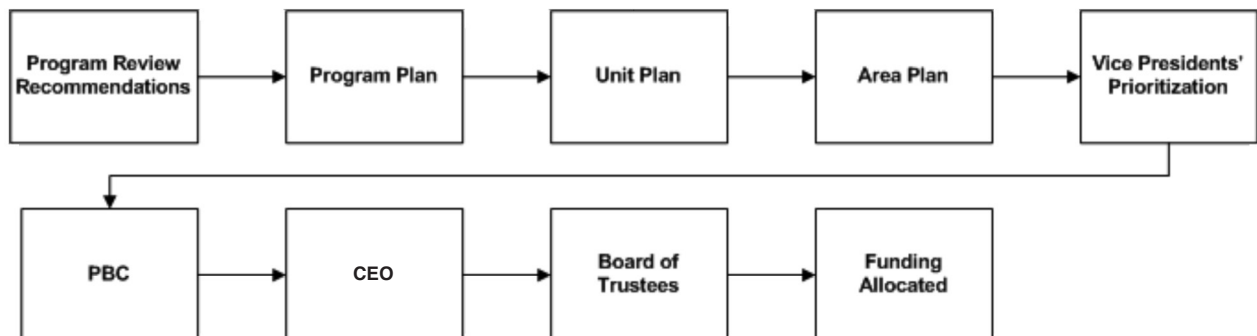 Program Review
Recommendations
Program Plan
Unit Plan
Area Plan
Vice Presidents’
Prioritization
PBC
CEO
Board of
Trustees
Funding
Allocated